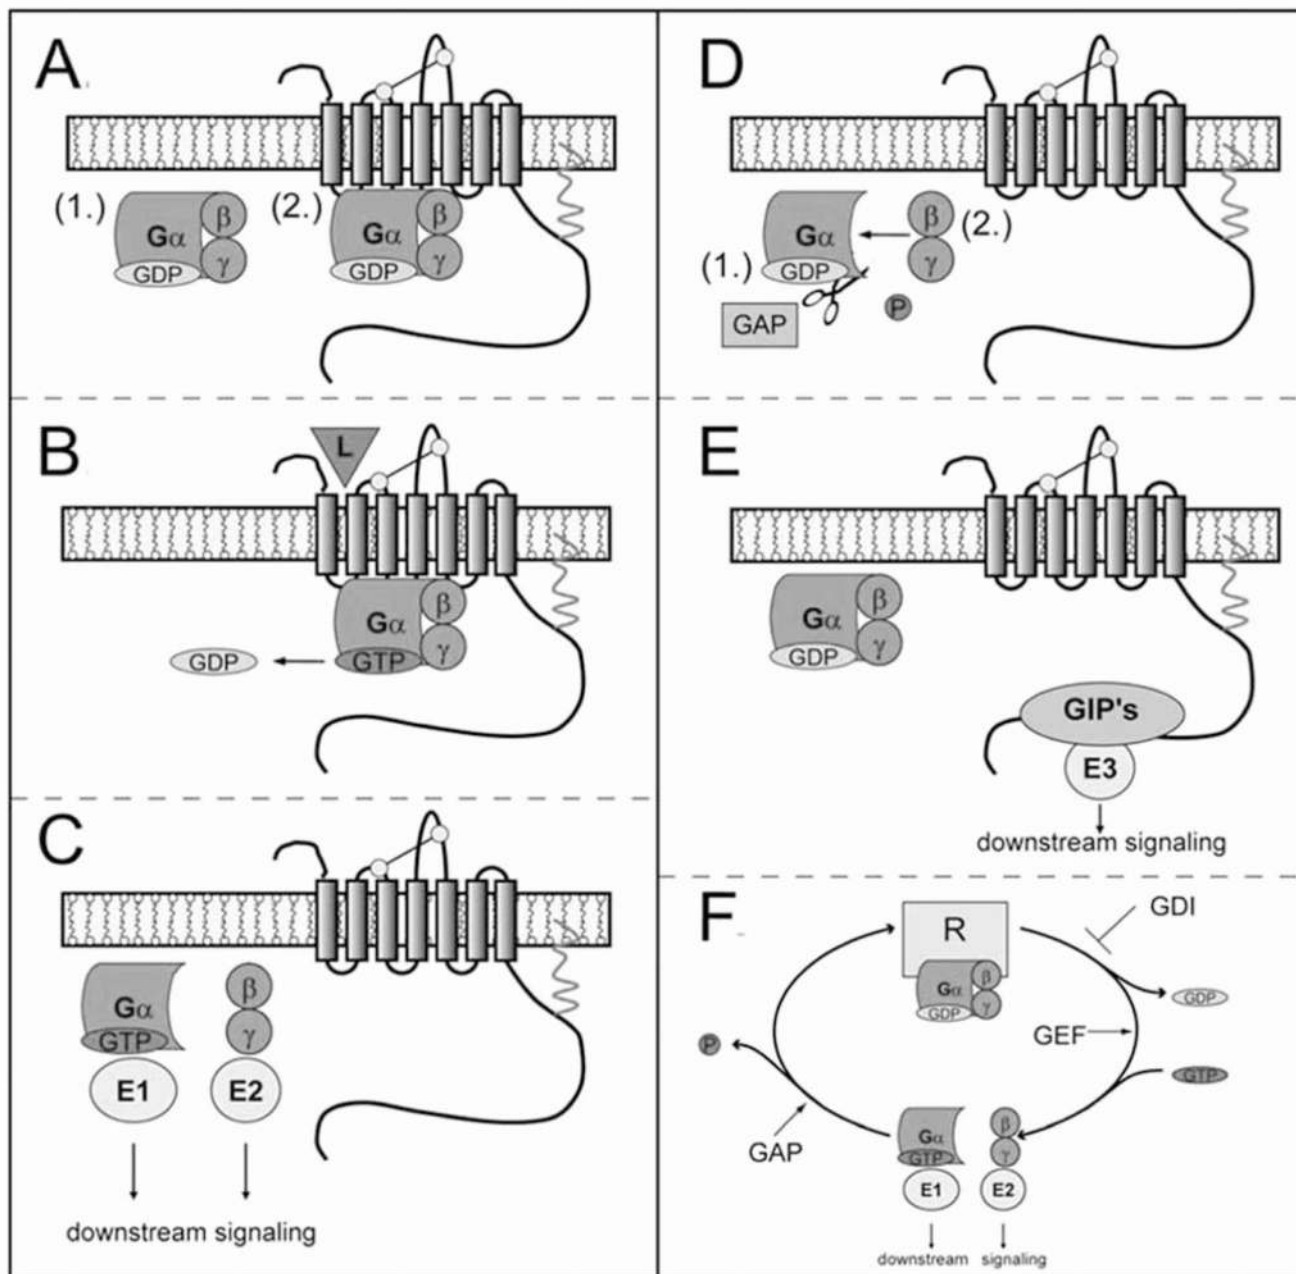 A
(1.)
Gα
GDP
β
γ
(2.)
Gα
GDP
β
γ
B
L
Gα
GTP
β
γ
GDP
C
Gα
GTP
E1
β
γ
E2
downstream signaling
D
(1.)
Gα
GDP
β
γ
(2.)
GAP
P
E
Gα
GDP
β
γ
GIP's
E3
downstream signaling
F
R
Gα
GDP
β
γ
GDI
GDP
GEF
GTP
P
GAP
Gα
GTP
E1
β
γ
E2
downstream signaling